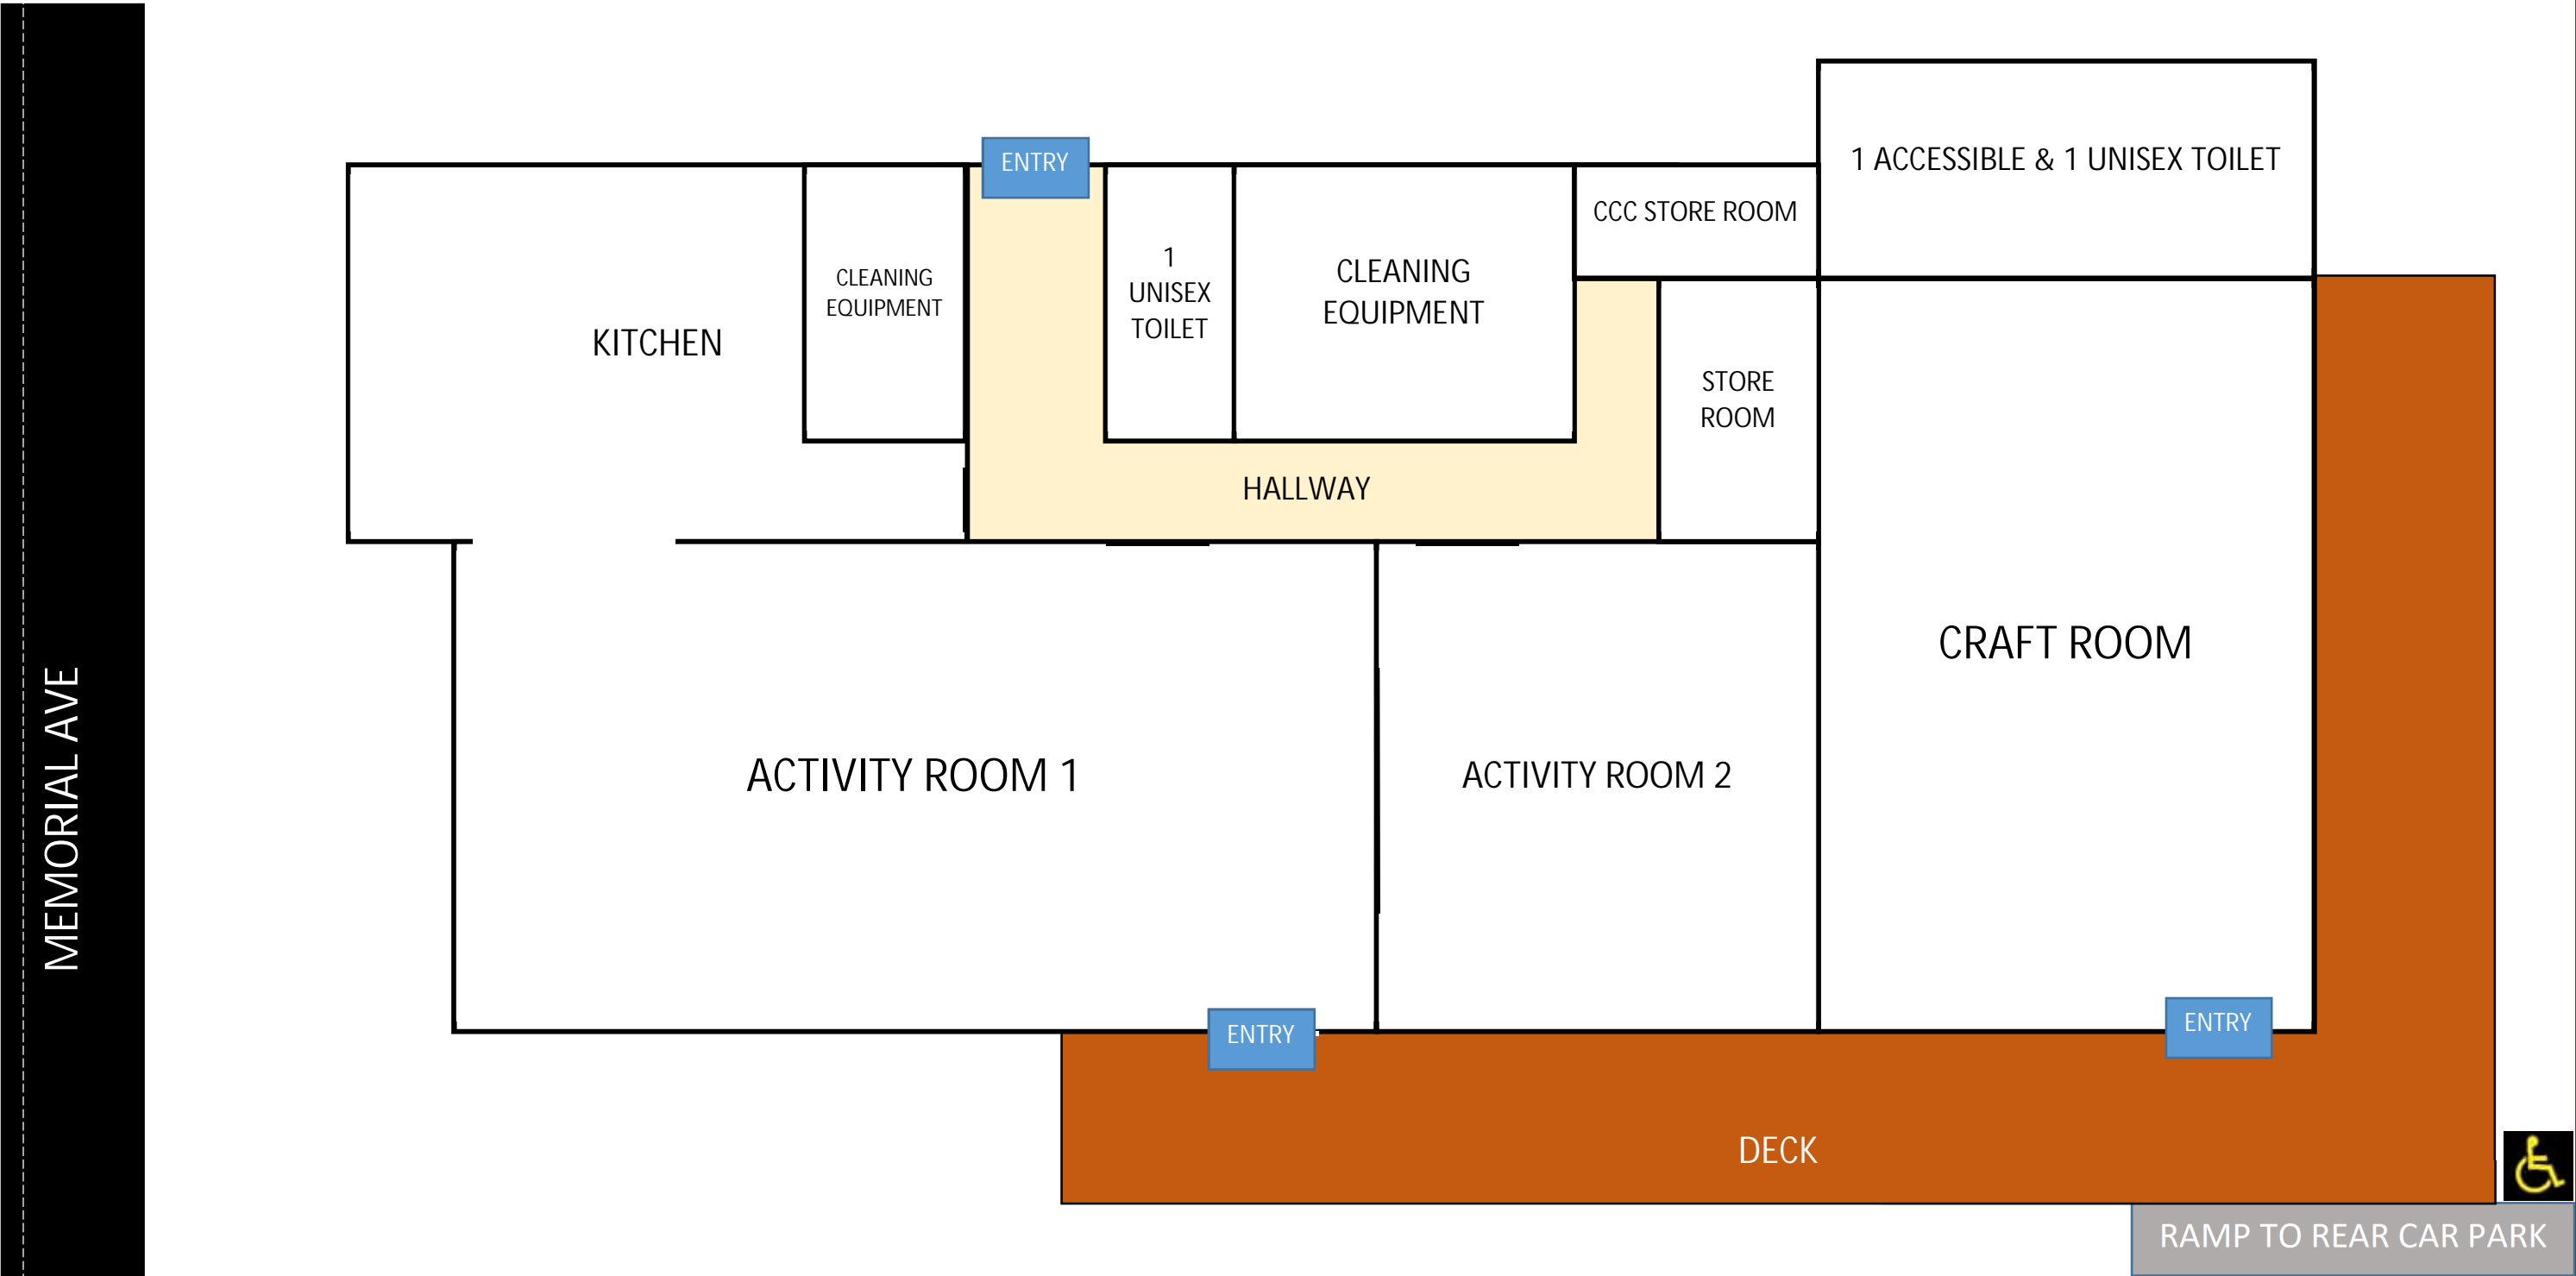 1 ACCESSIBLE & 1 UNISEX TOILET
ENTRY
CCC STORE ROOM
CLEANING
EQUIPMENT
1
UNISEX
TOILET
CLEANING
EQUIPMENT
KITCHEN
STORE
ROOM
HALLWAY
CRAFT ROOM
MEMORIAL AVE
ACTIVITY ROOM 1
ACTIVITY ROOM 2
ENTRY
ENTRY
DECK
RAMP TO REAR CAR PARK